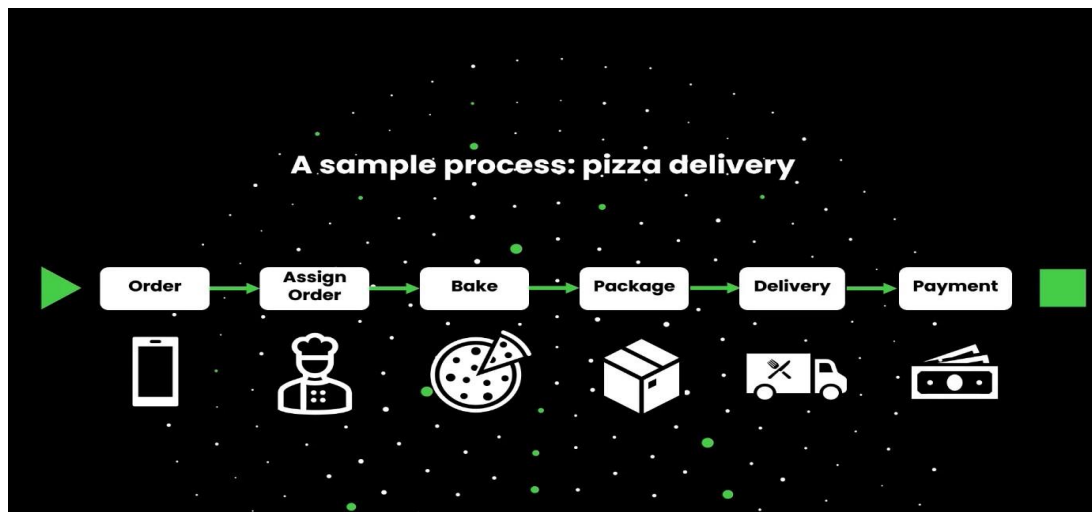 A sample process: pizza delivery
Order
Assign
Order
Bake
Package
Delivery
Payment